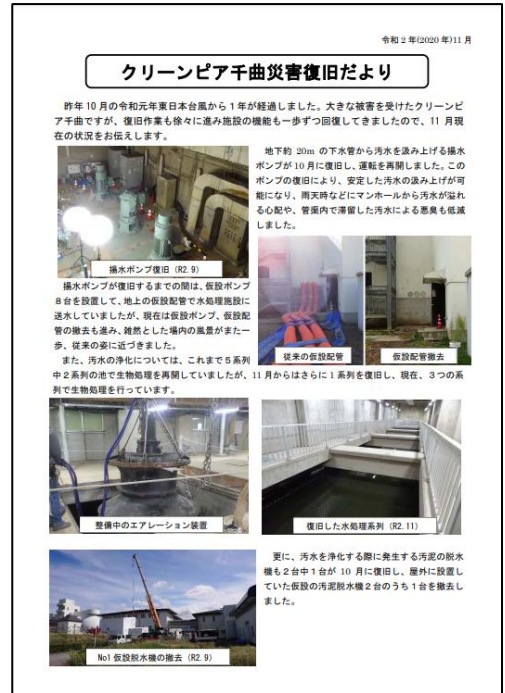 令和2年(2020年)11月
クリーンピア千曲災害復旧だより
昨年10月の令和元年東日本台風から1年が経過しました。大きな被害を受けたクリーンピ
ア千曲ですが、復旧作業も徐々に進み施設の機能も一歩ずつ回復してきましたので、11月現
在の状況をお伝えします。
地下約20mの下水管から汚水を汲み上げる揚水
ポンプが10月に復旧し、運転を再開しました。この
ポンプの復旧により、安定した汚水の汲み上げが可
能になり、雨天時などにマンホールから汚水が溢れ
る心配や、管渠内で滞留した汚水による悪臭も低減
しました。
揚水ポンプ復旧(R2.9)
揚水ポンプが復旧するまでの間は、仮設ポンプ
8台を設置して、地上の仮設配管で水処理施設に
送水していましたが、現在は仮設ポンプ、仮設配
管の撤去も進み、雑然とした場内の風景がまた一
歩、従来の姿に近づきました。
従来の仮設配管
仮設配管撤去
また、汚水の浄化については、これまで5系列
中2系列の池で生物処理を再開していましたが、11月からはさらに1系列を復旧し、現在、3つの系
列で生物処理を行っています。
整備中のエアレーション装置
復旧した水処理系列(R2.11)
更に、汚水を浄化する際に発生する汚泥の脱水
機も2台中1台が10月に復旧し、屋外に設置し
ていた仮設の汚泥脱水機2台のうち1台を撤去し
ました。
No1仮設脱水機の撤去(R2.9)